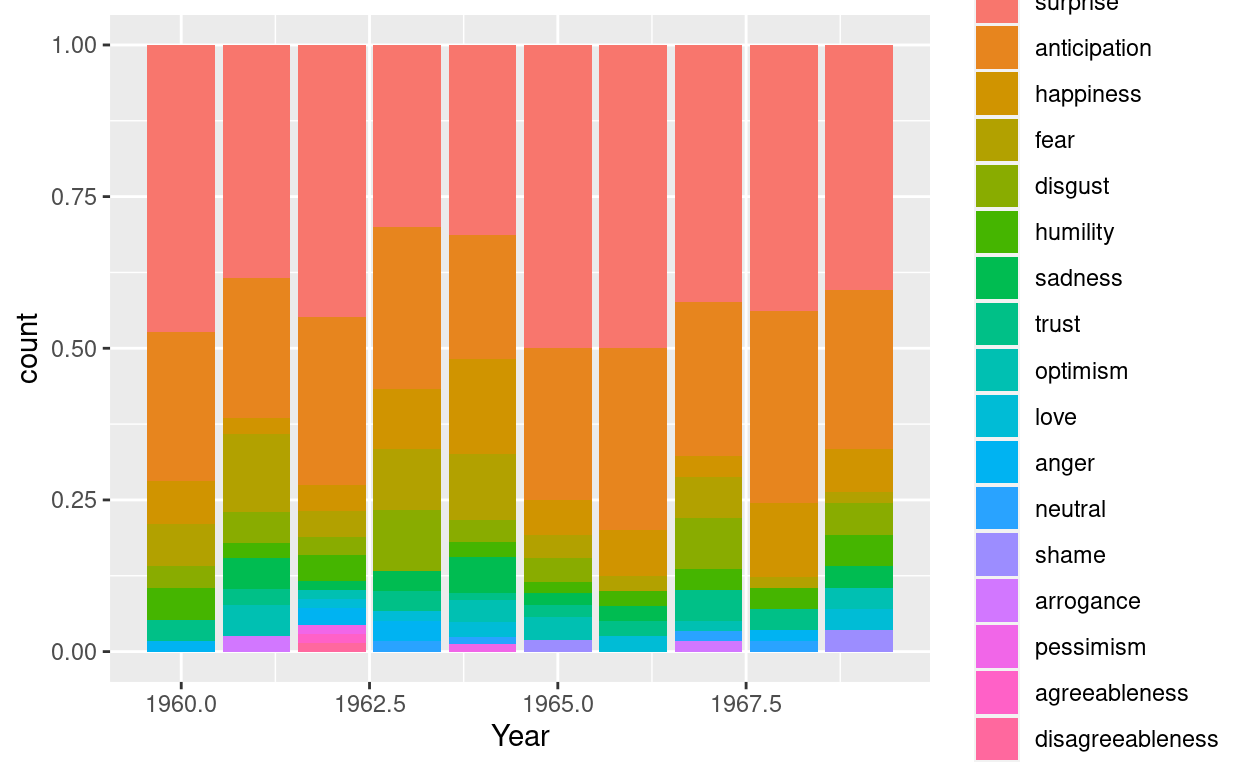 surprise
anticipation
happiness
fear
disgust
humility
sadness
trust
optimism
love
anger
neutral
shame
arrogance
pessimism
agreeableness
disagreeableness
1.00
0.75
0.50
0.25
0.00
count
1960.0 1962.5 1965.0 1967.5
Year